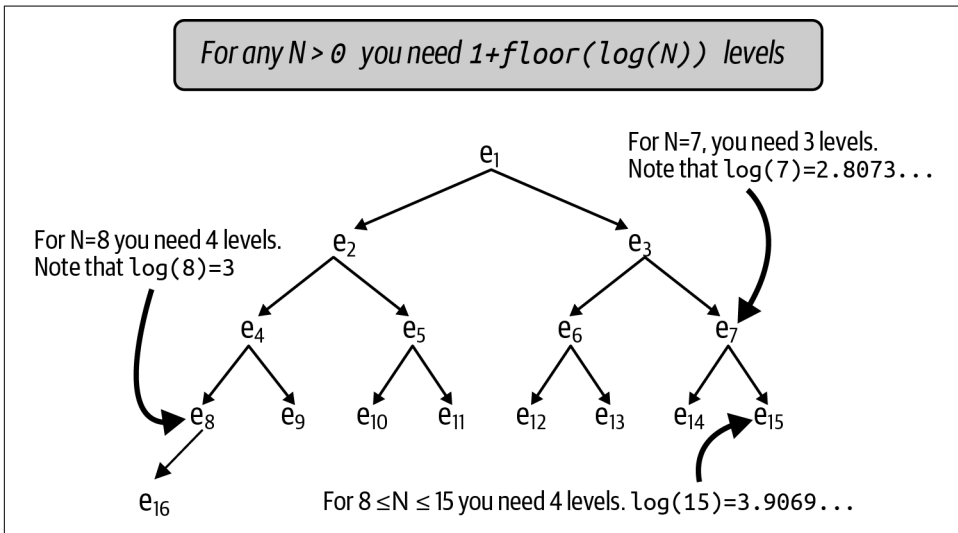 For any N > 0 you need 1+floor(log(N)) levels
For N=7, you need 3 levels.
Note that log(7)=2.8073...
e₁
For N=8 you need 4 levels.
Note that log(8)=3
e₂ e₃
e₄ e₅ e₆ e₇
e₈ e₉ e₁₀ e₁₁ e₁₂ e₁₃ e₁₄ e₁₅
e₁₆
For 8 ≤N ≤ 15 you need 4 levels. log(15)=3.9069...